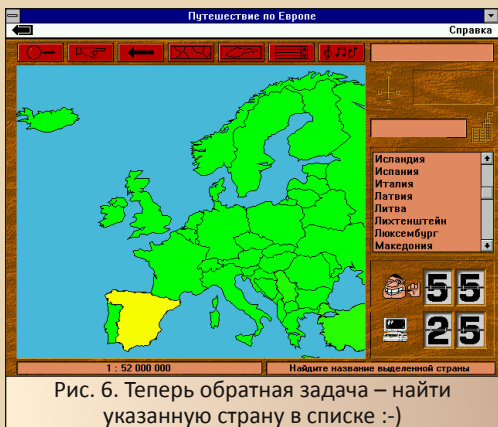 Путешествие по Европе
Справка
Исландия
Испания
Италия
Латвия
Литва
Лихтенштейн
Люксембург
Македония
55
25
1 : 52 000 000
Найдите название выделенной страны
Рис. 6. Теперь обратная задача – найти
указанную страну в списке :-)